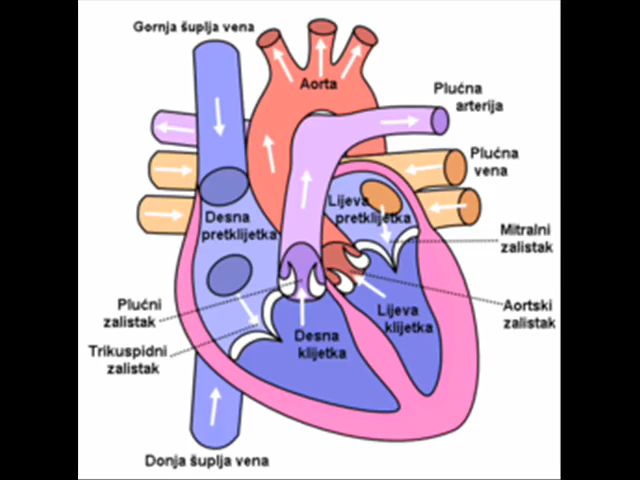 Gornja šuplja vena
Aorta
Plućna
arterija
Plućna
vena
Desna
pretklijetka
Lijeva
pretklijetka
Mitralni
zalistak
Plućni
zalistak
Aortski
zalistak
Lijeva
klijetka
Desna
klijetka
Trikuspidni
zalistak
Donja šuplja vena